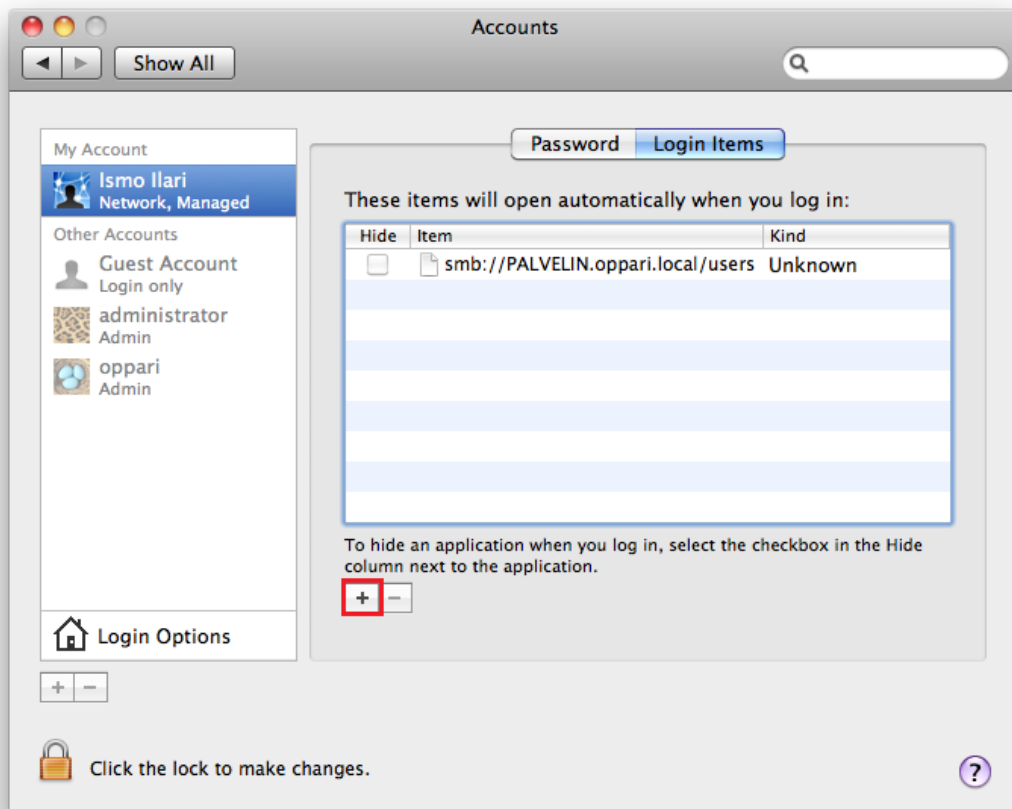 Accounts
Show All
My Account
Ismo Ilari
Network, Managed
Other Accounts
Guest Account
Login only
administrator
Admin
oppari
Admin
Login Options
+ −
Password Login Items
These items will open automatically when you log in:
Hide Item Kind
smb://PALVELIN.oppari.local/users Unknown
To hide an application when you log in, select the checkbox in the Hide
column next to the application.
+ −
Click the lock to make changes.
?